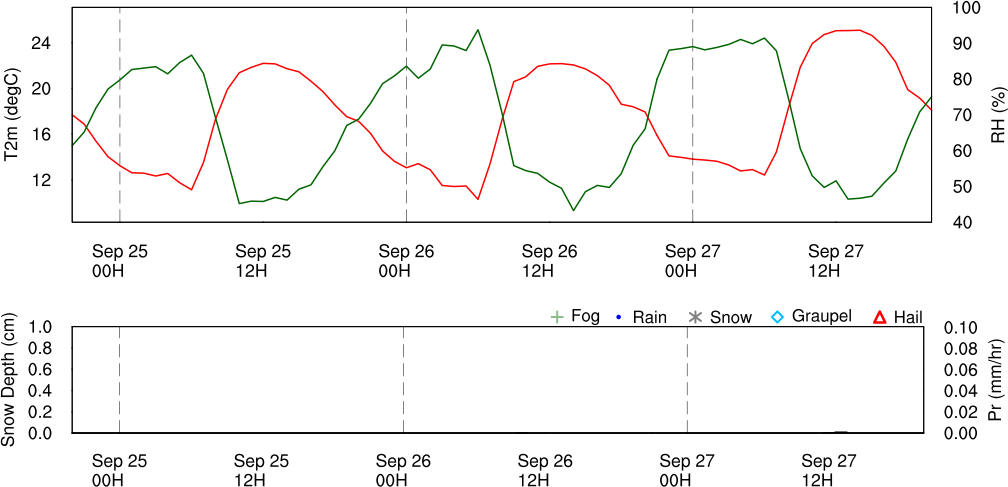 100
24 90
80
20
70
16 60
12 50
40
T2m (degC)
RH (%)
Sep 25 Sep 25 Sep 26 Sep 26 Sep 27 Sep 27
00H 12H 00H 12H 00H 12H
Fog Rain Snow Graupel Hail
1.0 0.10
0.8 0.08
0.6 0.06
0.4 0.04
0.2 0.02
0.0 0.00
Snow Depth (cm)
Pr (mm/hr)
Sep 25 Sep 25 Sep 26 Sep 26 Sep 27 Sep 27
00H 12H 00H 12H 00H 12H